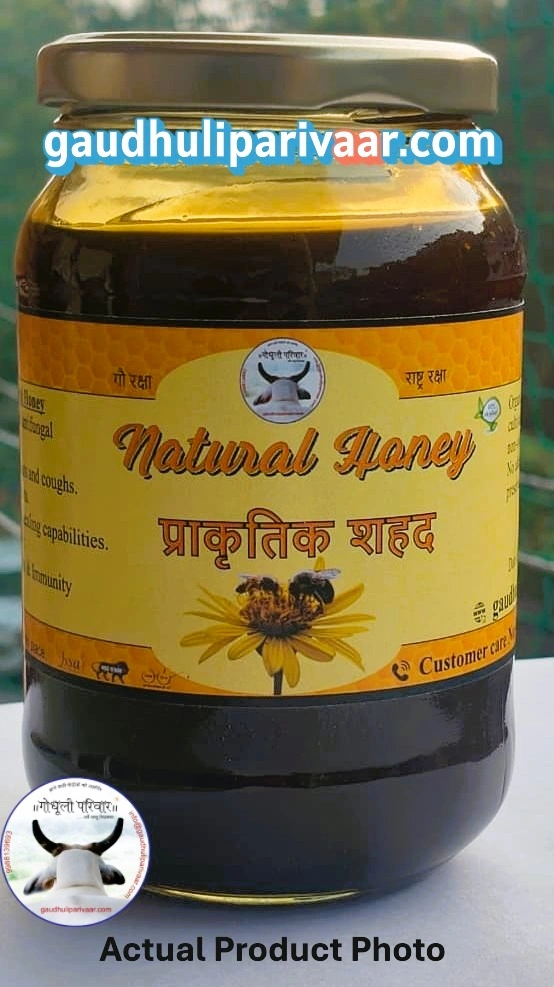 gaudhuliparivaar.com
गौ रक्षा
॥गोधूली परिवार॥
राष्ट्र रक्षा
Honey
and coughs.
capabilities.
& Immunity
Natural Honey
प्राकृतिक शहद
Customer care
॥गोधूली परिवार॥
gaudhuliparivaar.com
Actual Product Photo